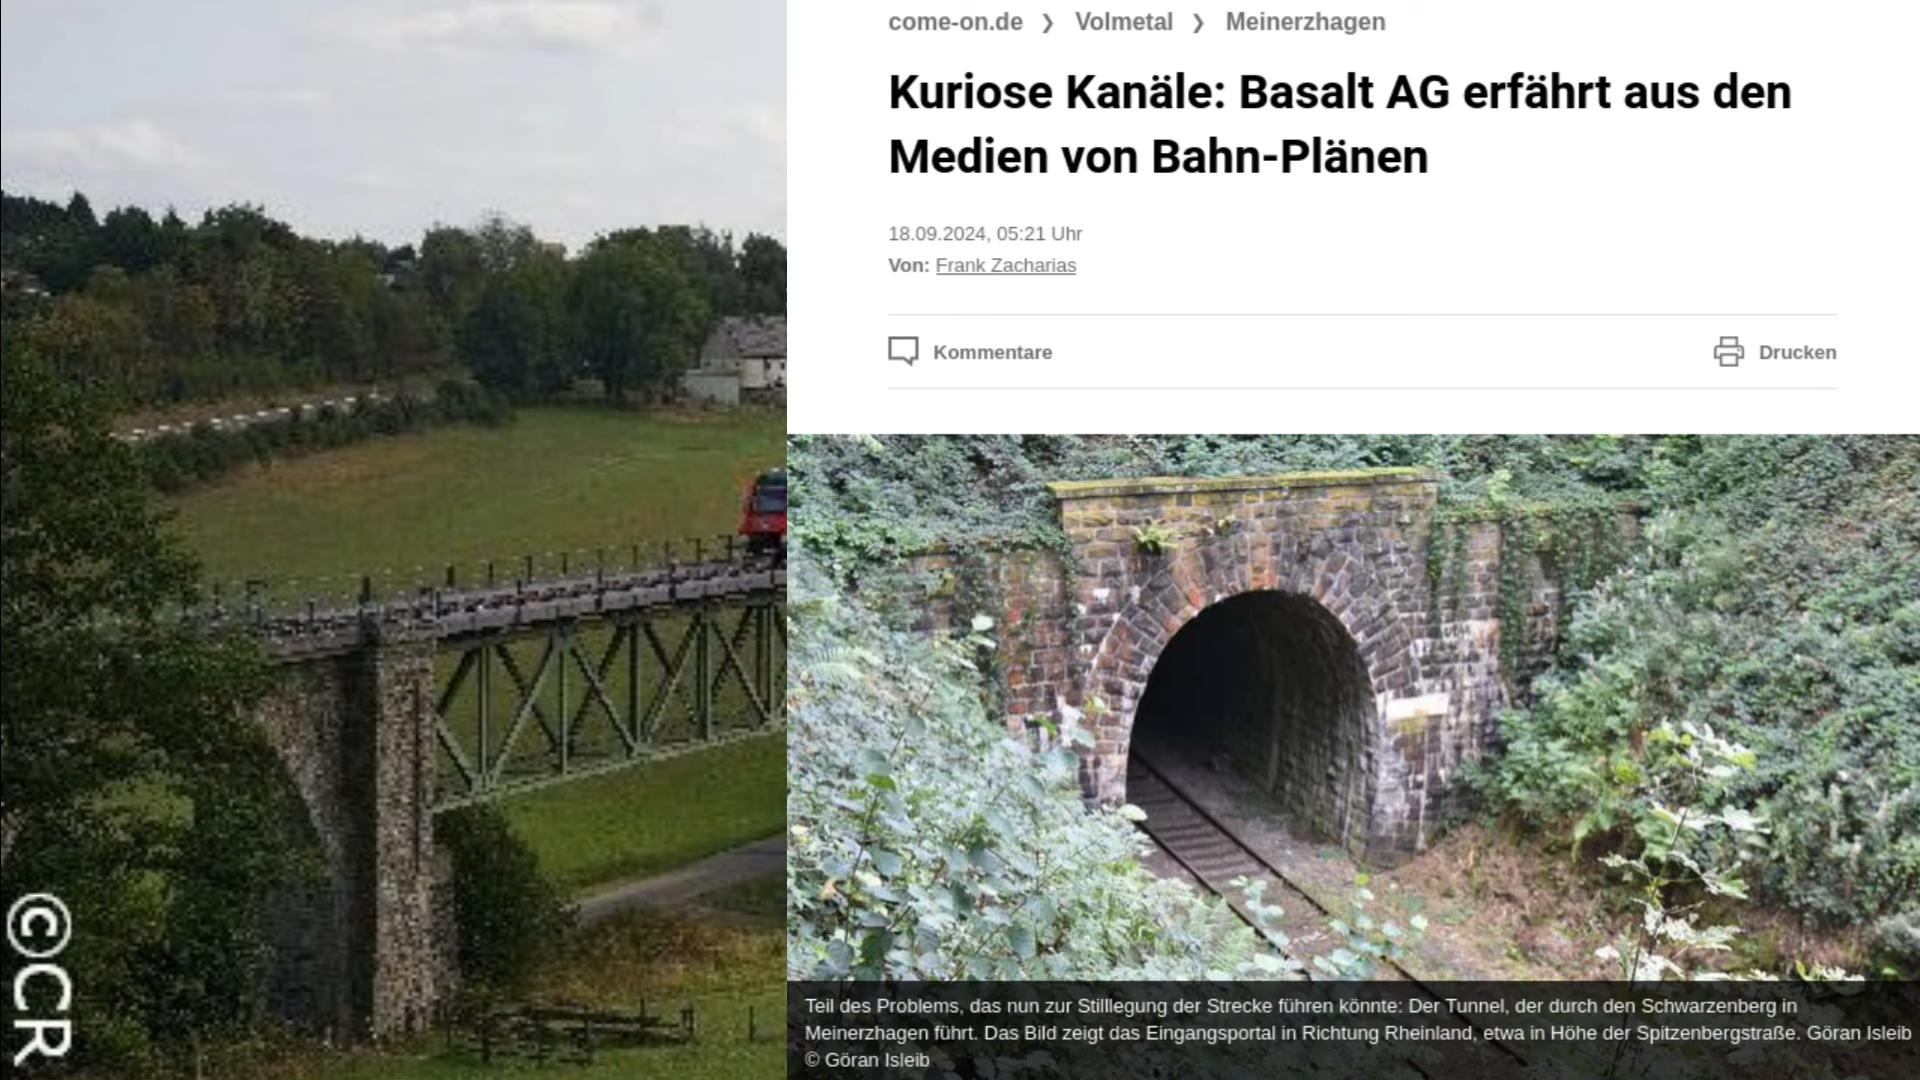 come-on.de ❯ Volmetal ❯ Meinerzhagen
Kuriose Kanäle: Basalt AG erfährt aus den
Medien von Bahn-Plänen
18.09.2024, 05:21 Uhr
Von: Frank Zacharias
Kommentare
Drucken
Teil des Problems, das nun zur Stilllegung der Strecke führen könnte: Der Tunnel, der durch den Schwarzenberg in
Meinerzhagen führt. Das Bild zeigt das Eingangsportal in Richtung Rheinland, etwa in Höhe der Spitzenbergstraße. Göran Isleib
© Göran Isleib
©CR